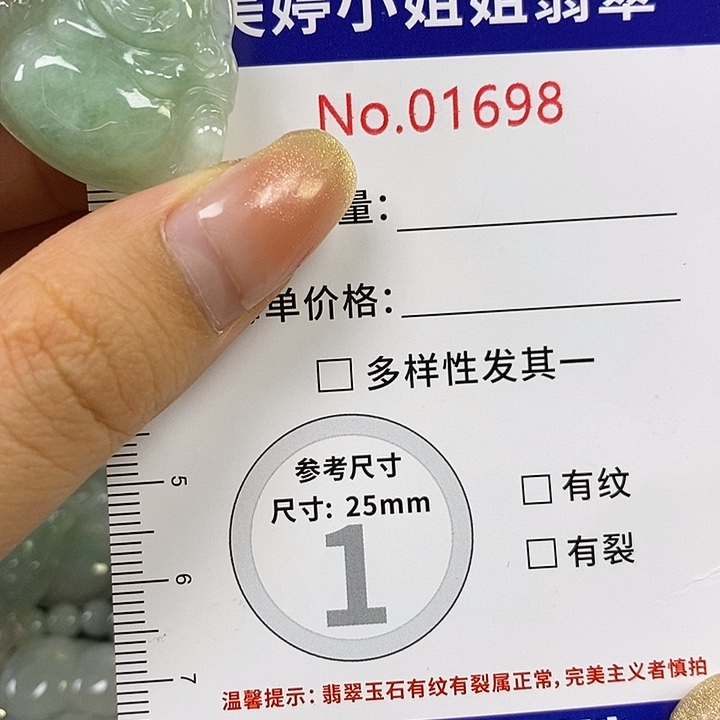 婷小姐姐翡翠
No.01698
量：
单价格：
□ 多样性发其一
参考尺寸
尺寸: 25mm
1
□ 有纹
□ 有裂
5
6
7
温馨提示：翡翠玉石有纹有裂属正常, 完美主义者慎拍